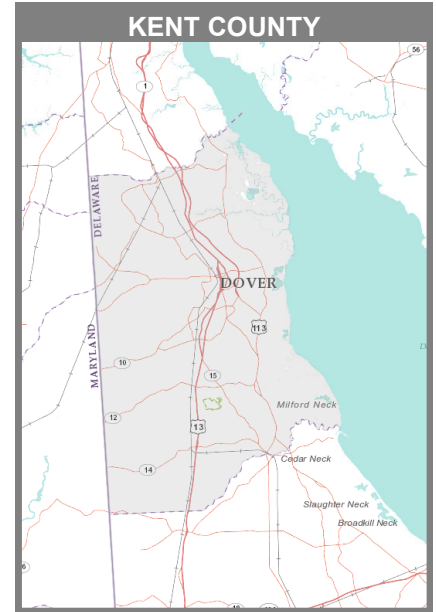 KENT COUNTY
56
1
DELAWARE
DOVER
113
MARYLAND
10
15
Milford Neck
12
13
Cedar Neck
14
Slaughter Neck
Broadkill Neck